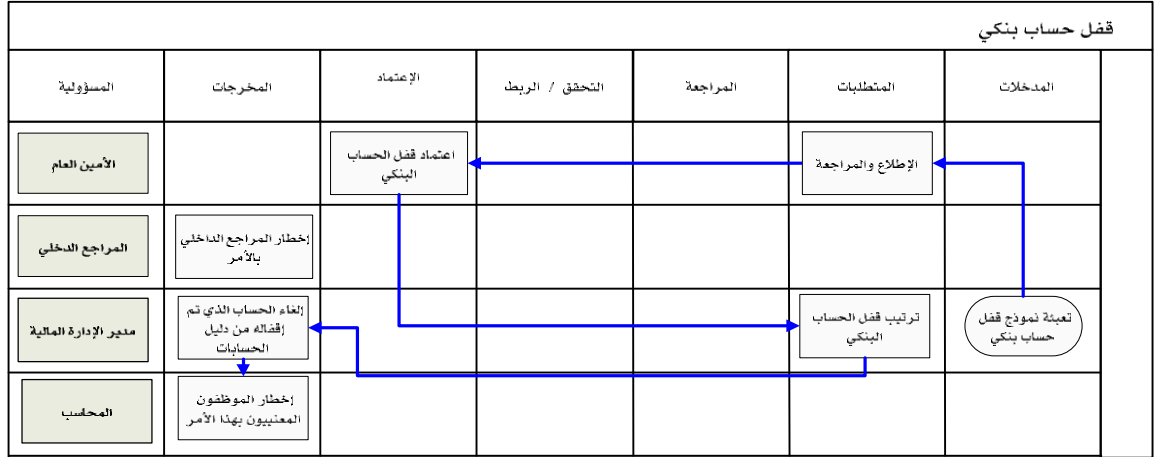 قفل حساب بنكي
المدخلات
المتطلبات
المراجعة
التحقق / الربط
الإعتماد
المخرجات
المسؤولية
الإطلاع والمراجعة
اعتماد قفل الحساب
البنكي
الأمين العام
إخطار المراجع الداخلي
بالأمر
المراجع الدخلي
تعبئة نموذج قفل
حساب بنكي
ترتيب قفل الحساب
البنكي
إلغاء الحساب الذي تم
إقفاله من دليل
الحسابات
مدير الإدارة المالية
إخطار الموظفون
المعنييون بهذا الأمر
المحاسب